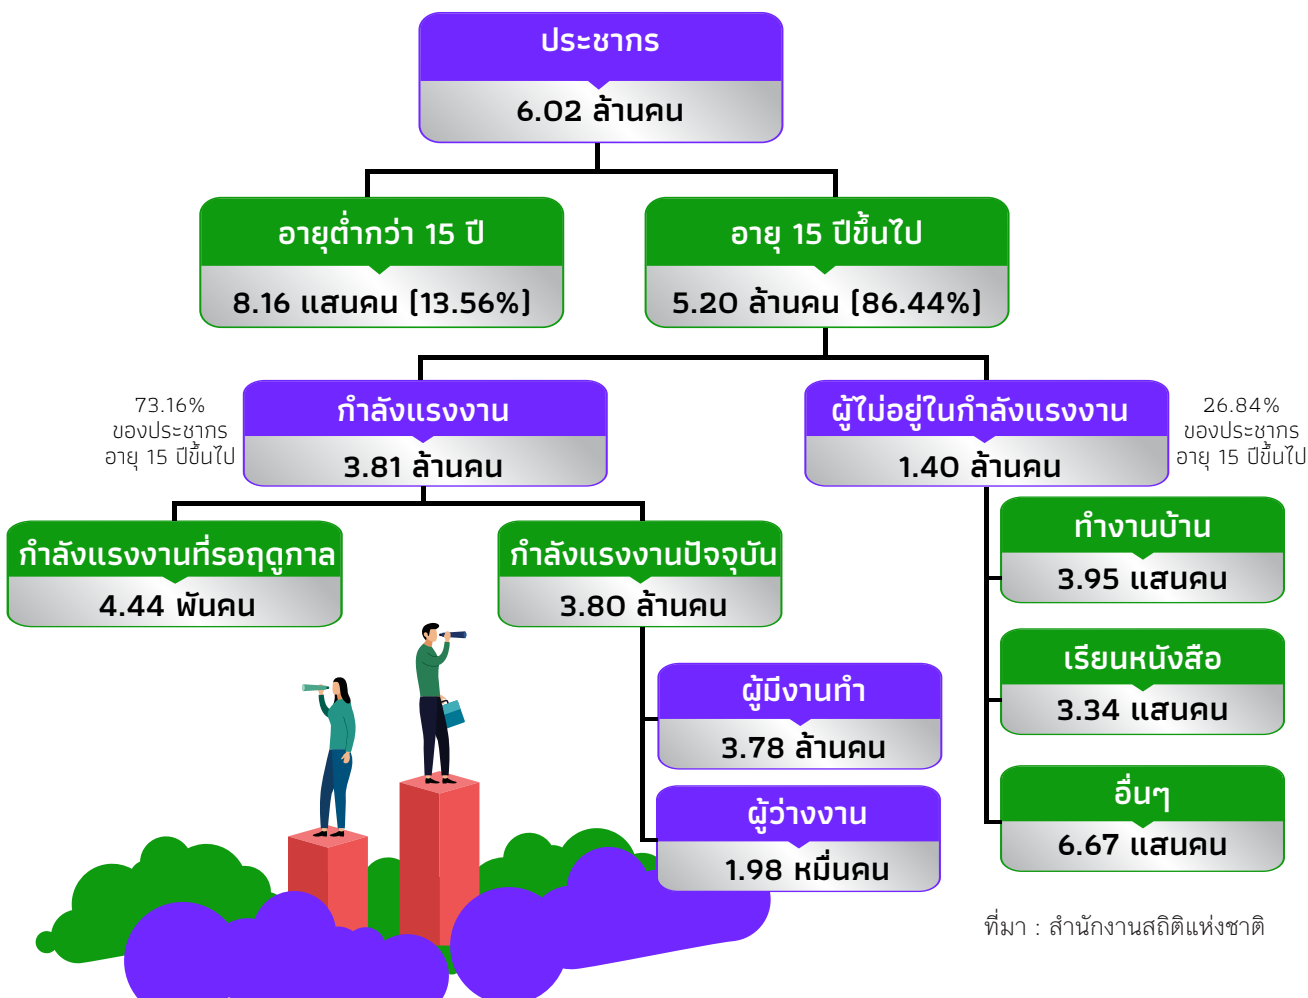 ประชากร
6.02 ล้านคน
อายุต่ำกว่า 15 ปี
8.16 แสนคน (13.56%)
อายุ 15 ปีขึ้นไป
5.20 ล้านคน (86.44%)
73.16%
ของประชากร
อายุ 15 ปีขึ้นไป
กำลังแรงงาน
3.81 ล้านคน
ผู้ไม่อยู่ในกำลังแรงงาน
1.40 ล้านคน
26.84%
ของประชากร
อายุ 15 ปีขึ้นไป
กำลังแรงงานที่รอฤดูกาล
4.44 พันคน
กำลังแรงงานปัจจุบัน
3.80 ล้านคน
ทำงานบ้าน
3.95 แสนคน
เรียนหนังสือ
3.34 แสนคน
ผู้มีงานทำ
3.78 ล้านคน
อื่นๆ
6.67 แสนคน
ผู้ว่างงาน
1.98 หมื่นคน
ที่มา : สำนักงานสถิติแห่งชาติ